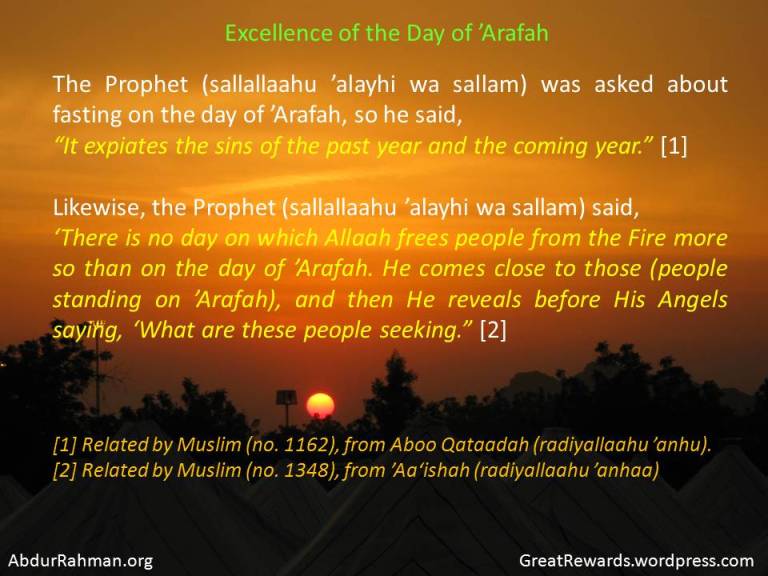 Excellence of the Day of ’Arafah
The Prophet (sallallaahu ’alayhi wa sallam) was asked about
fasting on the day of ’Arafah, so he said,
“It expiates the sins of the past year and the coming year.” [1]
Likewise, the Prophet (sallallaahu ’alayhi wa sallam) said,
‘There is no day on which Allaah frees people from the Fire more
so than on the day of ’Arafah. He comes close to those (people
standing on ’Arafah), and then He reveals before His Angels
saying, ‘What are these people seeking.” [2]
[1] Related by Muslim (no. 1162), from Aboo Qataadah (radiyallaahu ’anhu).
[2] Related by Muslim (no. 1348), from ’Aa‘ishah (radiyallaahu ’anhaa)
AbdurRahman.org
GreatRewards.wordpress.com